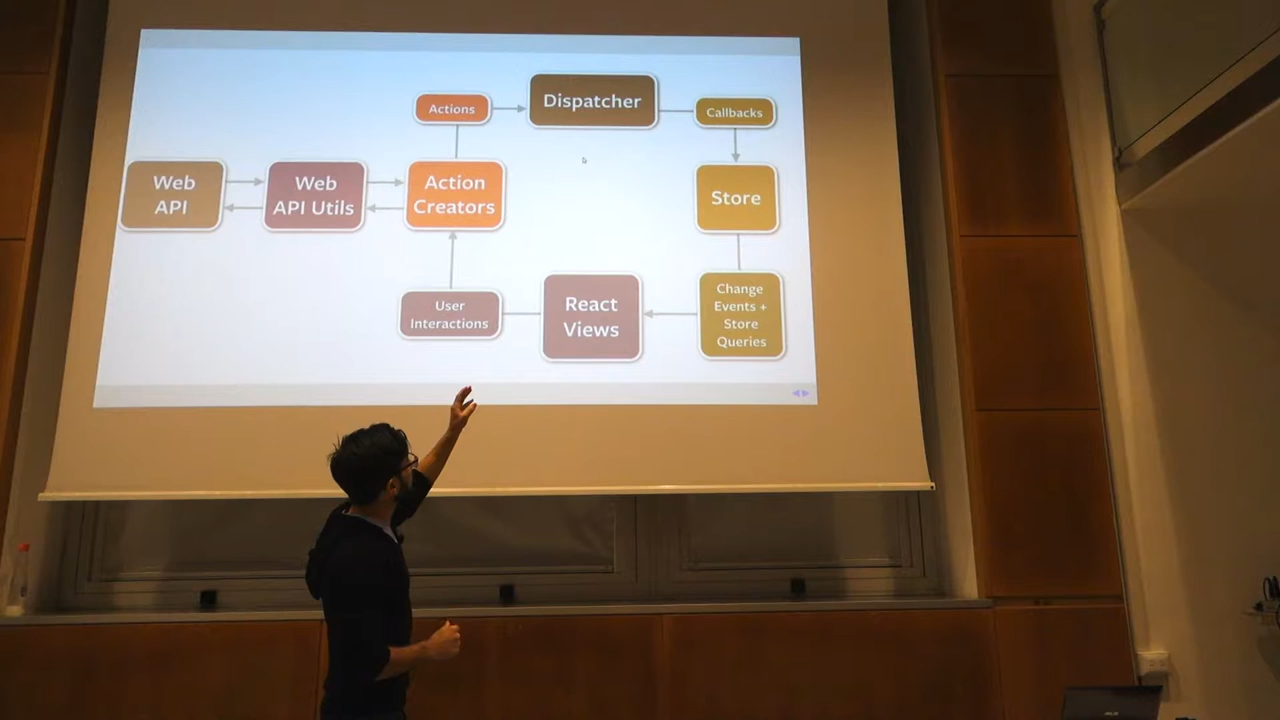 Actions
Dispatcher
Callbacks
Web
API
Web
API Utils
Action
Creators
Store
User
Interactions
React
Views
Change
Events +
Store
Queries